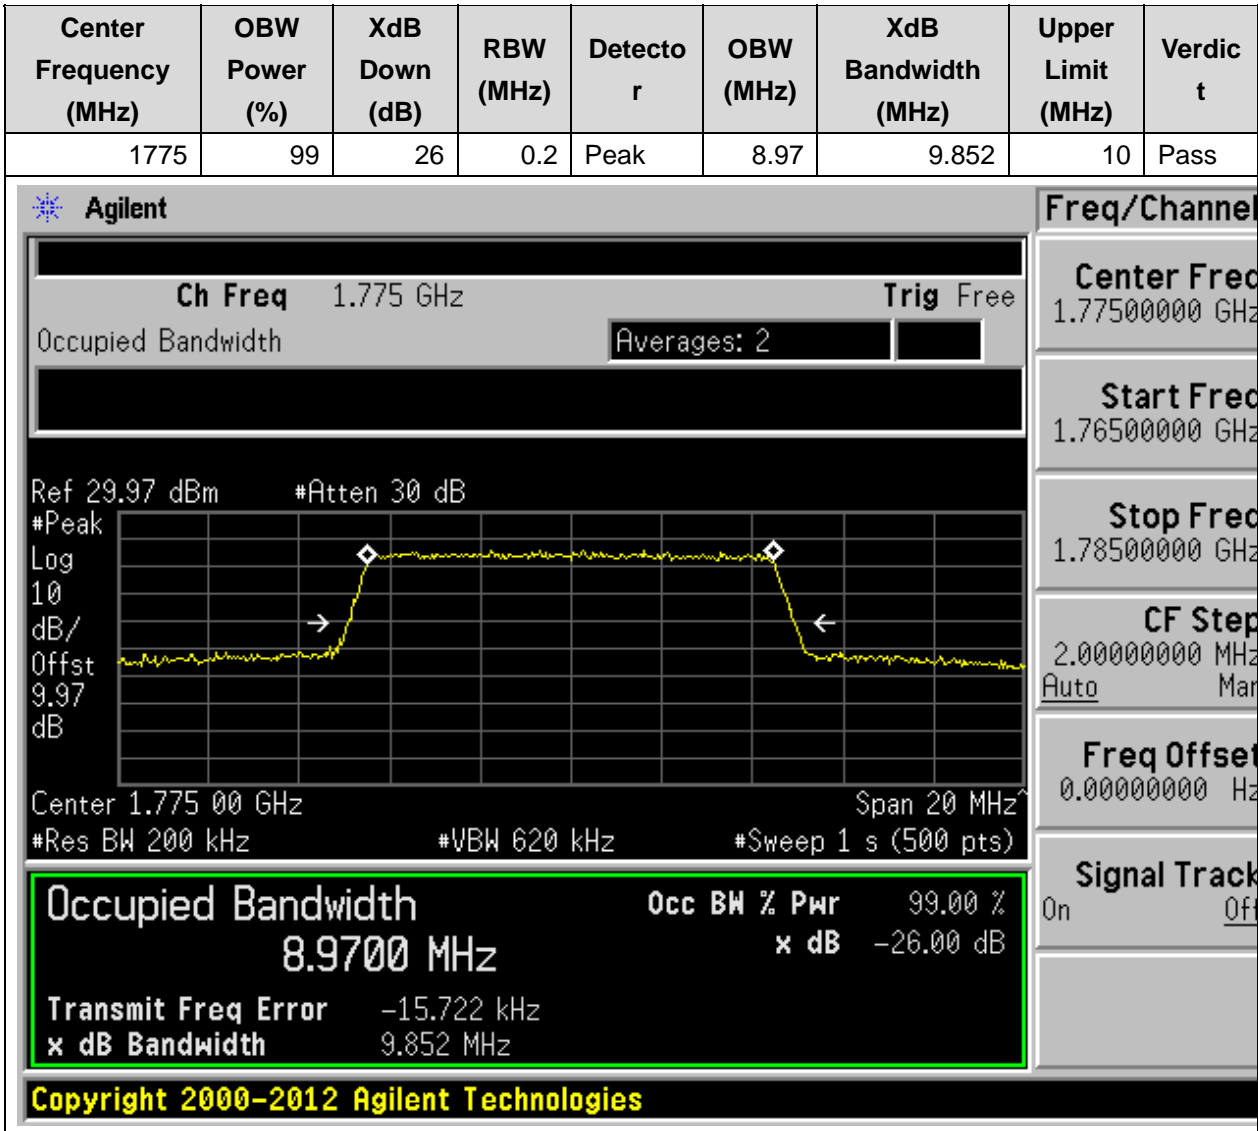 Center Frequency (MHz) OBW Power (%) XdB Down (dB) RBW (MHz) Detecto r OBW (MHz) XdB Bandwidth (MHz) Upper Limit (MHz) Verdic t
1775 99 26 0.2 Peak 8.97 9.852 10 Pass
Agilent
Ch Freq 1.775 GHz Trig Free
Occupied Bandwidth Averages: 2
Ref 29.97 dBm #Atten 30 dB
#Peak
Log
10
dB/
Offst
9.97
dB
Center 1.775 00 GHz Span 20 MHz^
#Res BW 200 kHz #VBW 620 kHz #Sweep 1 s (500 pts)
Occupied Bandwidth Occ BW % Pwr 99.00 %
8.9700 MHz x dB -26.00 dB
Transmit Freq Error -15.722 kHz
x dB Bandwidth 9.852 MHz
Copyright 2000-2012 Agilent Technologies
Freq/Channel
Center Freq
1.77500000 GHz
Start Freq
1.76500000 GHz
Stop Freq
1.78500000 GHz
CF Step
2.00000000 MHz
Auto Man
Freq Offset
0.00000000 Hz
Signal Track
On Off